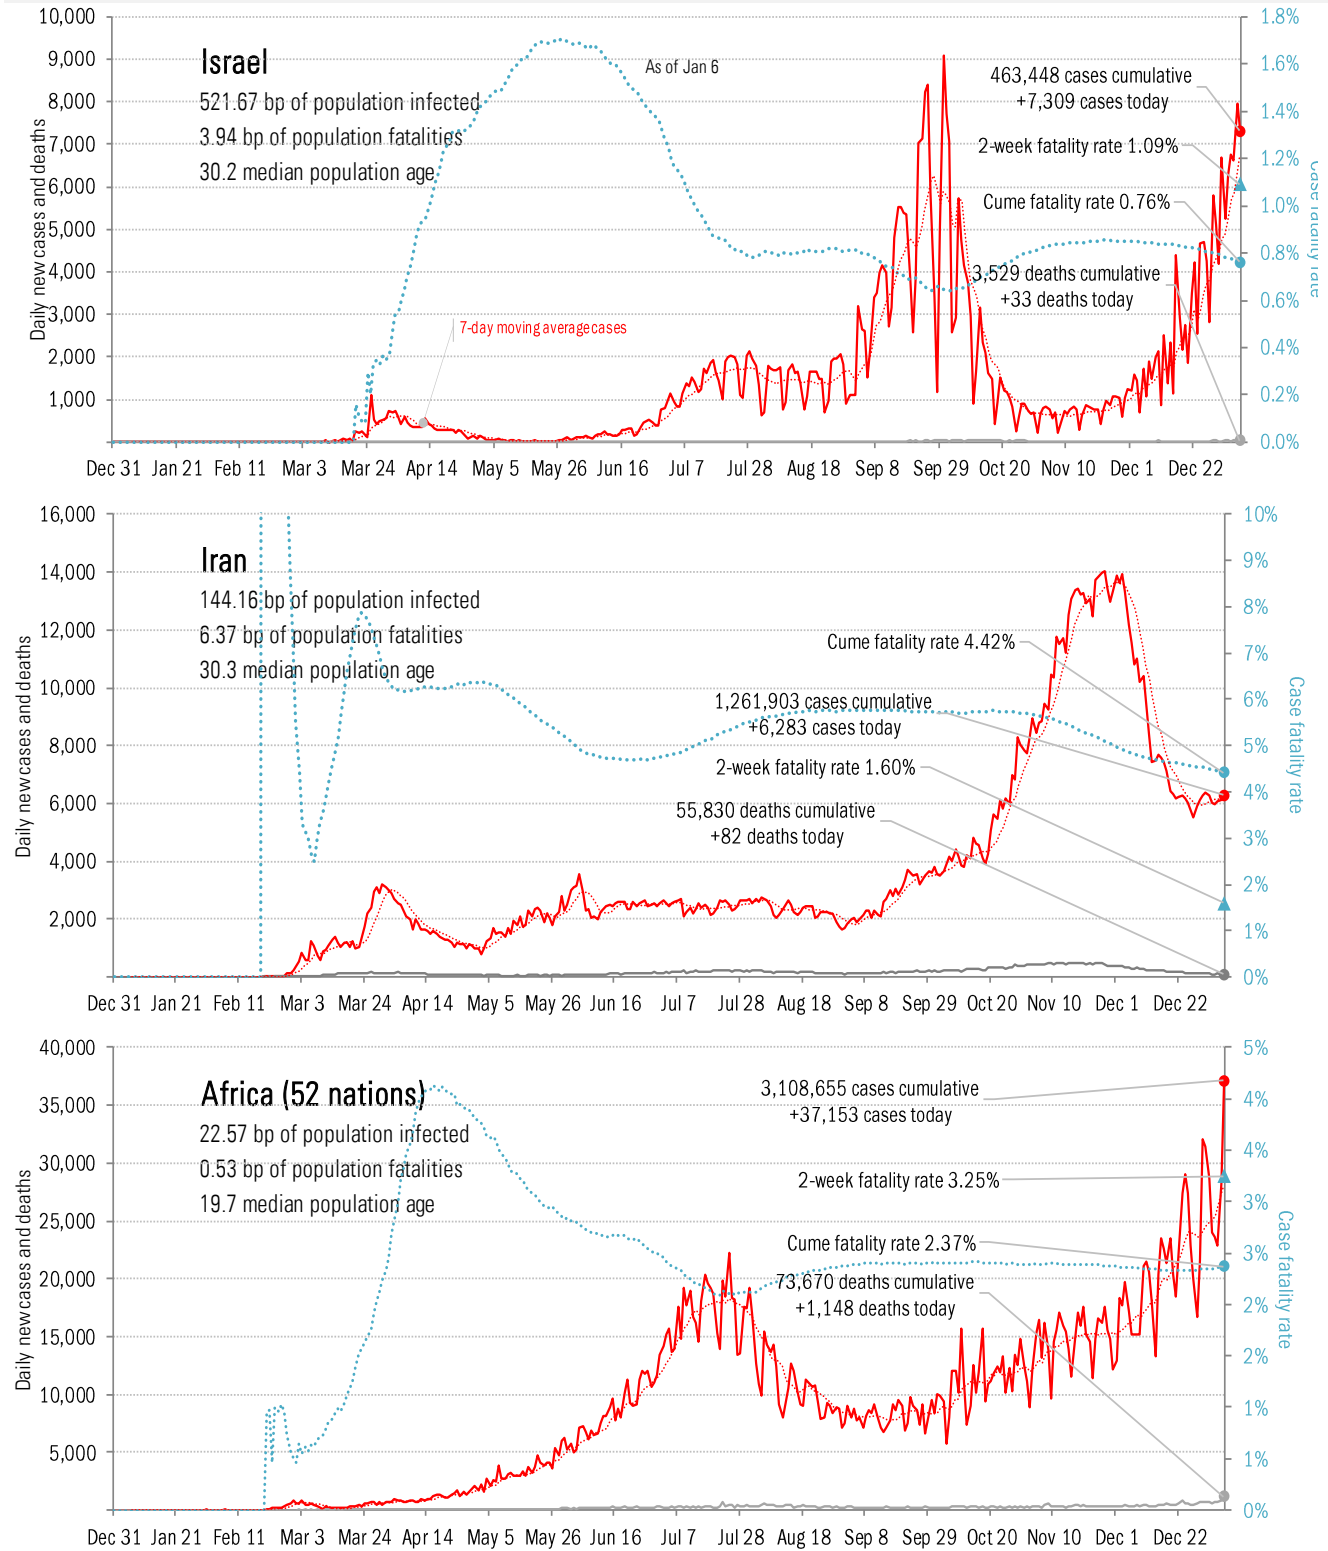 10,000
9,000
8,000
7,000
6,000
5,000
4,000
3,000
2,000
1,000
Daily new cases and deaths
Israel
521.67 bp of population infected
3.94 bp of population fatalities
30.2 median population age
As of Jan 6
7-day moving average cases
463,448 cases cumulative
+7,309 cases today
2-week fatality rate 1.09%
Cume fatality rate 0.76%
3,529 deaths cumulative
+33 deaths today
1.8%
1.6%
1.4%
1.2%
1.0%
0.8%
0.6%
0.4%
0.2%
0.0%
Case fatality rate
Dec 31 Jan 21 Feb 11 Mar 3 Mar 24 Apr 14 May 5 May 26 Jun 16 Jul 7 Jul 28 Aug 18 Sep 8 Sep 29 Oct 20 Nov 10 Dec 1 Dec 22
16,000
14,000
12,000
10,000
8,000
6,000
4,000
2,000
Daily new cases and deaths
Iran
144.16 bp of population infected
6.37 bp of population fatalities
30.3 median population age
Cume fatality rate 4.42%
1,261,903 cases cumulative
+6,283 cases today
2-week fatality rate 1.60%
55,830 deaths cumulative
+82 deaths today
10%
9%
8%
7%
6%
5%
4%
3%
2%
1%
0%
Case fatality rate
Dec 31 Jan 21 Feb 11 Mar 3 Mar 24 Apr 14 May 5 May 26 Jun 16 Jul 7 Jul 28 Aug 18 Sep 8 Sep 29 Oct 20 Nov 10 Dec 1 Dec 22
40,000
35,000
30,000
25,000
20,000
15,000
10,000
5,000
Daily new cases and deaths
Africa (52 nations)
22.57 bp of population infected
0.53 bp of population fatalities
19.7 median population age
3,108,655 cases cumulative
+37,153 cases today
2-week fatality rate 3.25%
Cume fatality rate 2.37%
73,670 deaths cumulative
+1,148 deaths today
5%
4%
4%
3%
3%
2%
2%
1%
1%
0%
Case fatality rate
Dec 31 Jan 21 Feb 11 Mar 3 Mar 24 Apr 14 May 5 May 26 Jun 16 Jul 7 Jul 28 Aug 18 Sep 8 Sep 29 Oct 20 Nov 10 Dec 1 Dec 22